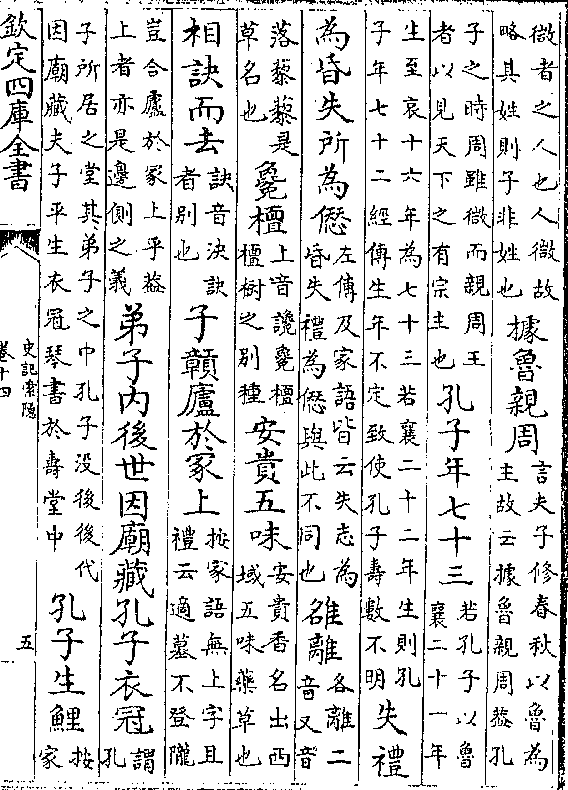 微者之人也人微故
略其姓則子非姓也
據魯親周
言夫子修春秋以魯為
主故云據魯親周蓋孔
子之時周雖微而親周王
者以見天下之有宗主也
孔子年七十三
若孔子以魯
襄二十一年
生至哀十六年為七十三若襄二十二年生則孔
子年七十二經傳生年不定致使孔子壽數不明
失禮
為昏失所為愆
左傳及家語皆云失志為
昏失禮為愆與此不同也
雒離
各離二
音又音
落藜藜是
草名也
毚檀
上音讒毚檀
檀樹之别種
安貴五味
安貴香名出西
域五味藥草也
相訣而去
訣音決訣
者别也
子贛廬於冢上
按家語無上字且
禮云適墓不登隴
豈合廬於冢上乎蓋
上者亦是邊側之義
弟子内後世因廟藏孔子衣冠
謂
孔
子所居之堂其弟子之中孔子没後後代
因廟藏夫子平生衣冠琴書於壽堂中
孔子生鯉
按
家
欽定四庫全書
史記索隱
卷十四
五